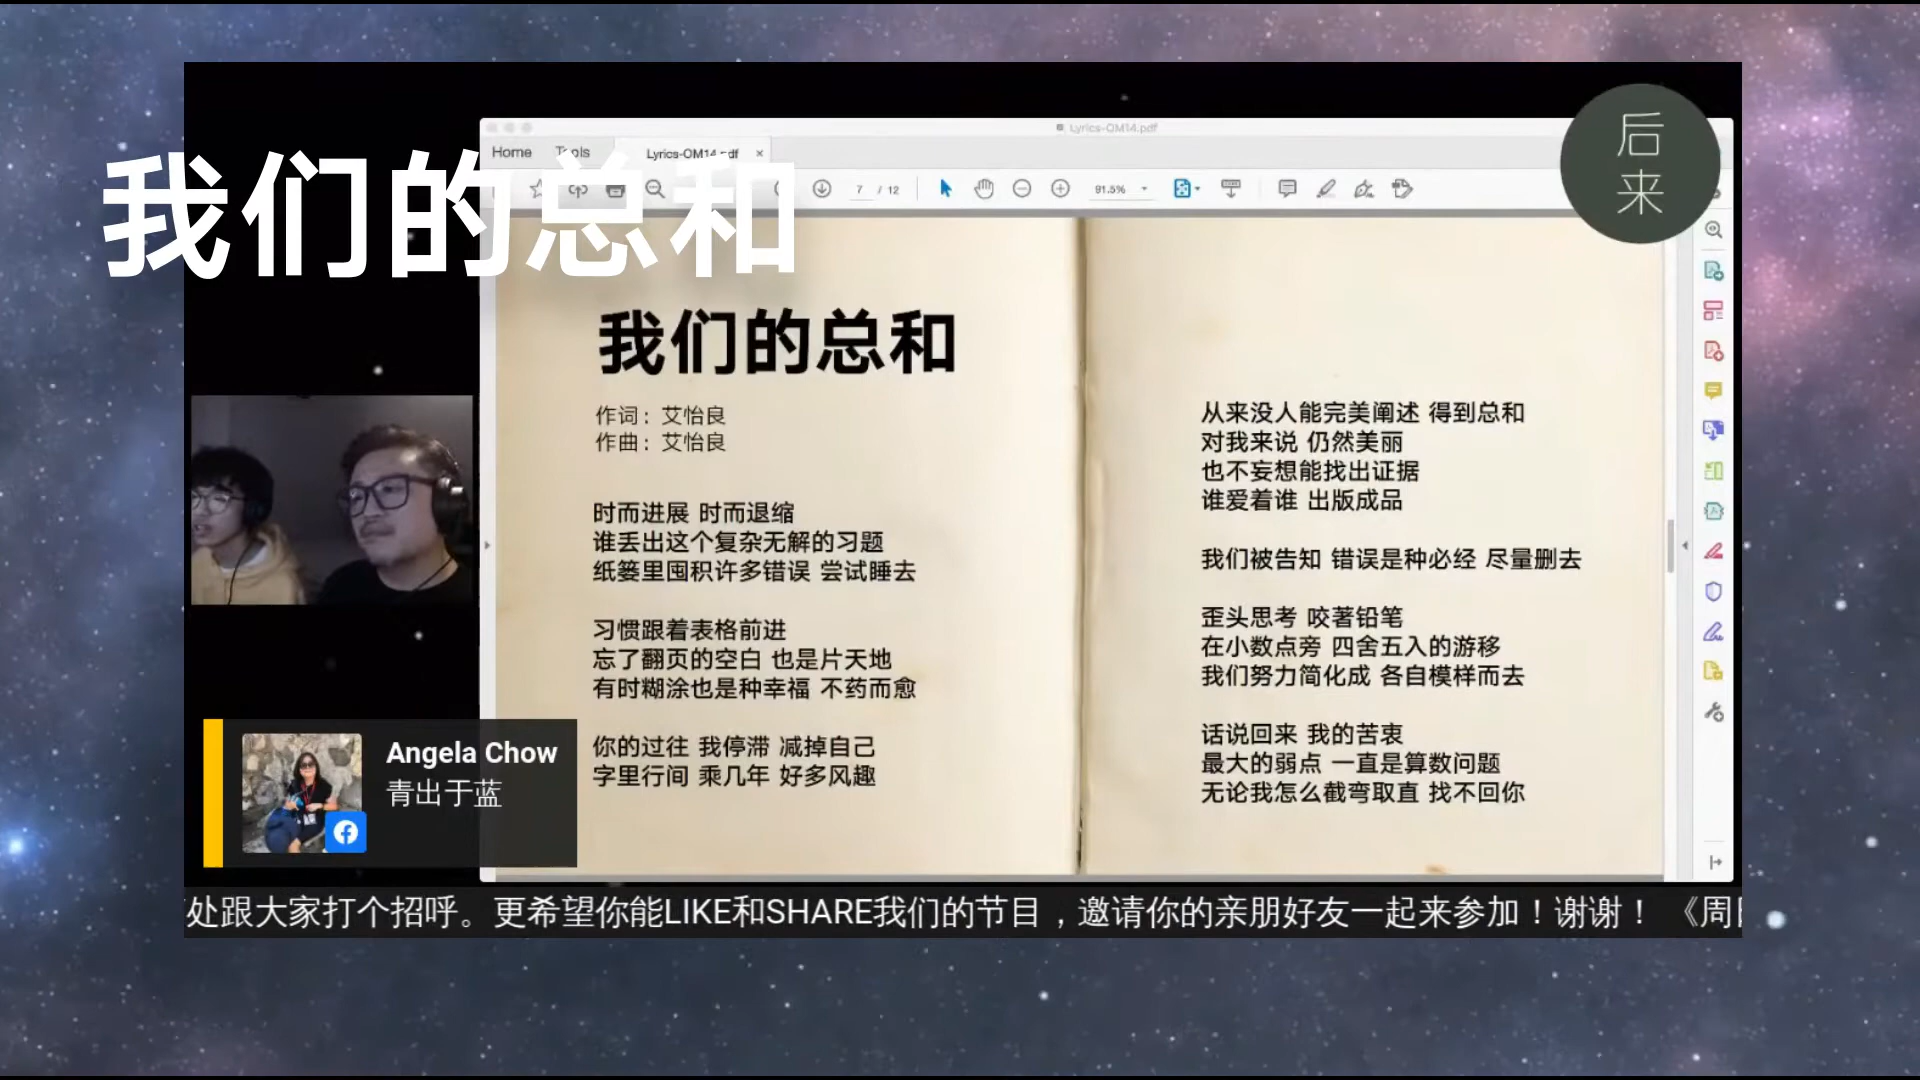 后
来
Lyrics-OM14.pdf
Home Tools Lyrics-OM14.pdf
7 / 12 91.5%
我们的总和
我们的总和
作词：艾怡良
作曲：艾怡良
时而进展 时而退缩
谁丢出这个复杂无解的习题
纸篓里囤积许多错误 尝试睡去
习惯跟着表格前进
忘了翻页的空白 也是片天地
有时糊涂也是种幸福 不药而愈
你的过往 我停滞 减掉自己
字里行间 乘几年 好多风趣
从来没人能完美阐述 得到总和
对我来说 仍然美丽
也不妄想能找出证据
谁爱着谁 出版成品
我们被告知 错误是种必经 尽量删去
歪头思考 咬著铅笔
在小数点旁 四舍五入的游移
我们努力简化成 各自模样而去
话说回来 我的苦衷
最大的弱点 一直是算数问题
无论我怎么截弯取直 找不回你
Angela Chow
青出于蓝
处跟大家打个招呼。更希望你能LIKE和SHARE我们的节目，邀请你的亲朋好友一起来参加！谢谢！ 《周